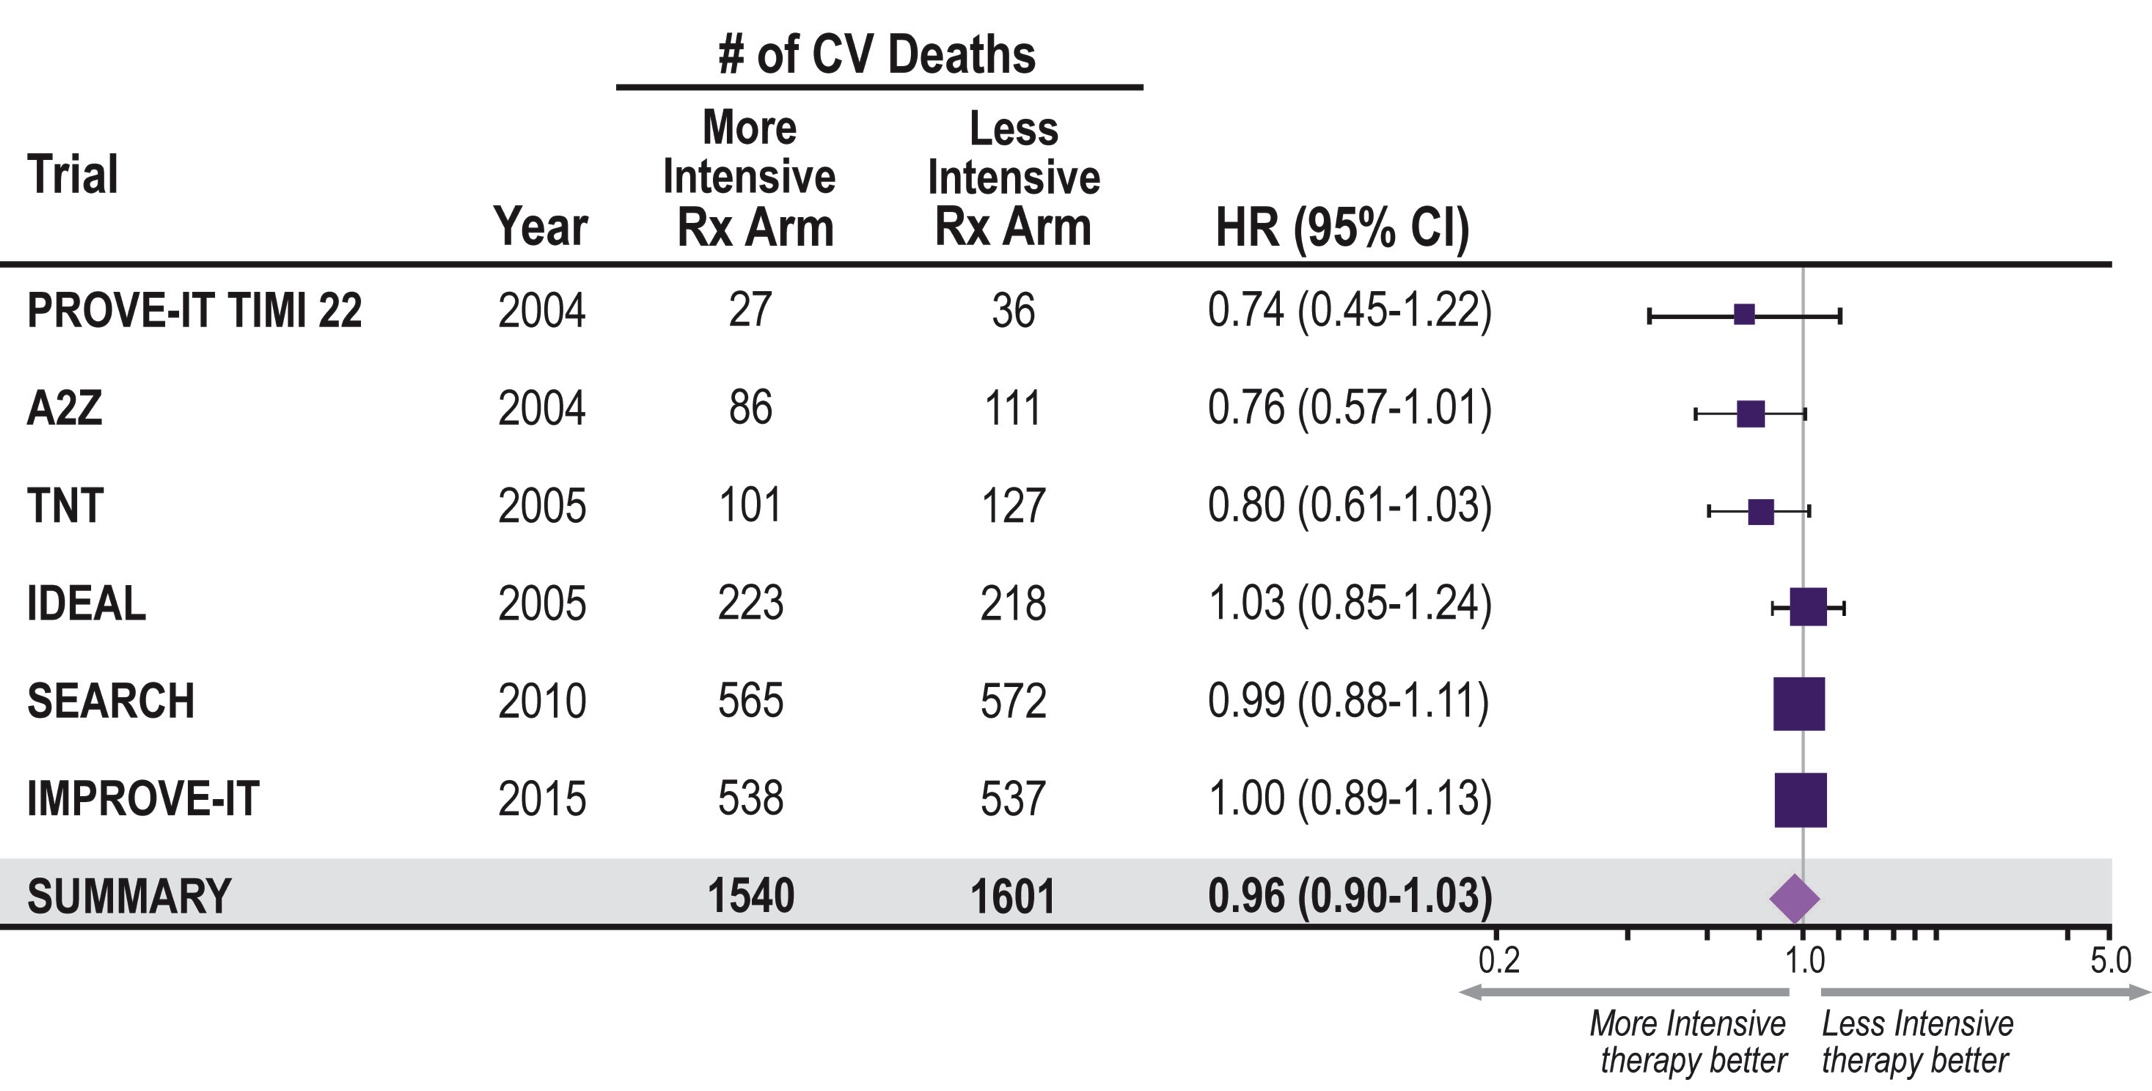 # of CV Deaths
Trial Year More Intensive Rx Arm Less Intensive Rx Arm HR (95% CI)
PROVE-IT TIMI 22 2004 27 36 0.74 (0.45-1.22)
A2Z 2004 86 111 0.76 (0.57-1.01)
TNT 2005 101 127 0.80 (0.61-1.03)
IDEAL 2005 223 218 1.03 (0.85-1.24)
SEARCH 2010 565 572 0.99 (0.88-1.11)
IMPROVE-IT 2015 538 537 1.00 (0.89-1.13)
SUMMARY 1540 1601 0.96 (0.90-1.03)
0.2 1.0 5.0
More Intensive therapy better
Less Intensive therapy better